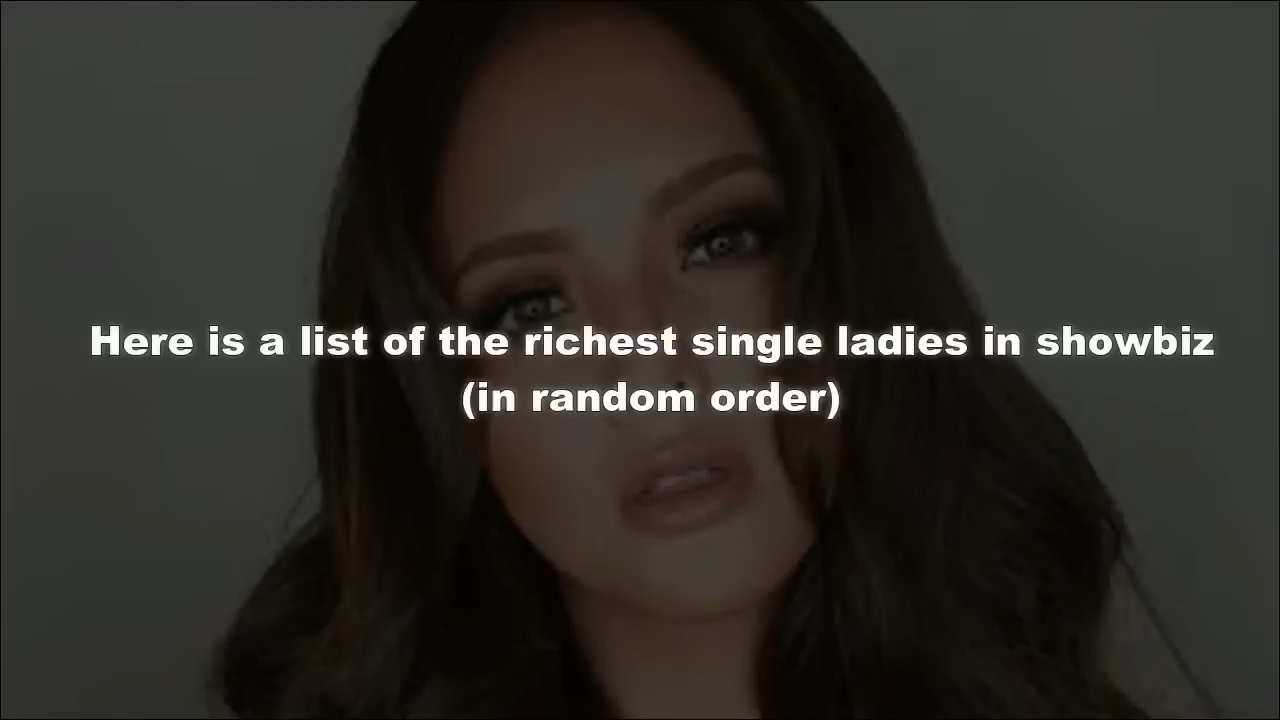 Here is a list of the richest single ladies in showbiz
(in random order)